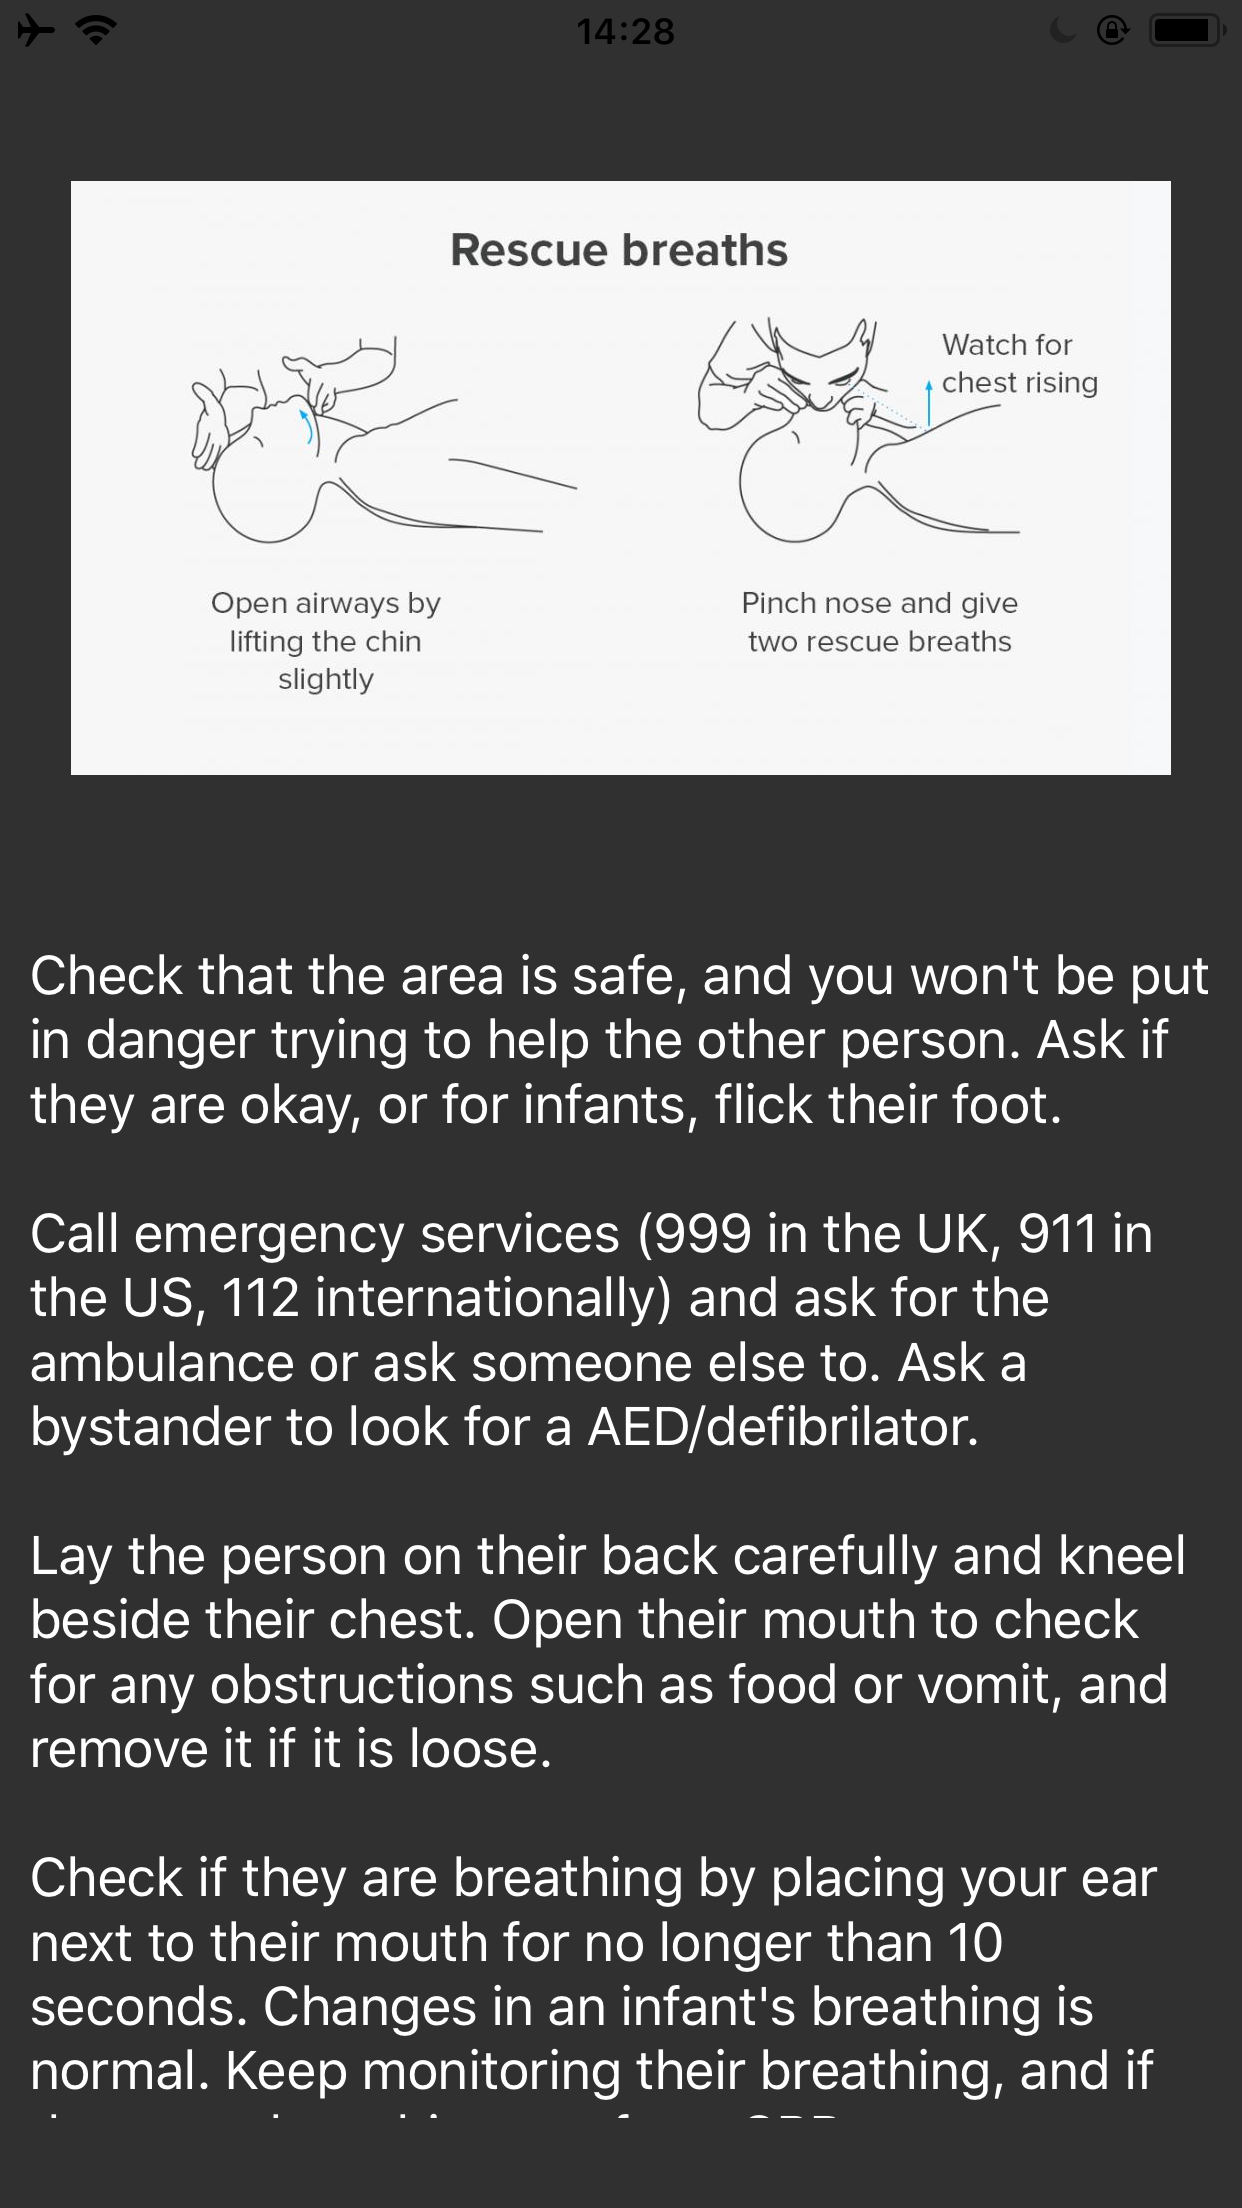 14:28
Rescue breaths
Watch for
chest rising
Open airways by
lifting the chin
slightly
Pinch nose and give
two rescue breaths
Check that the area is safe, and you won't be put
in danger trying to help the other person. Ask if
they are okay, or for infants, flick their foot.
Call emergency services (999 in the UK, 911 in
the US, 112 internationally) and ask for the
ambulance or ask someone else to. Ask a
bystander to look for a AED/defibrilator.
Lay the person on their back carefully and kneel
beside their chest. Open their mouth to check
for any obstructions such as food or vomit, and
remove it if it is loose.
Check if they are breathing by placing your ear
next to their mouth for no longer than 10
seconds. Changes in an infant's breathing is
normal. Keep monitoring their breathing, and if